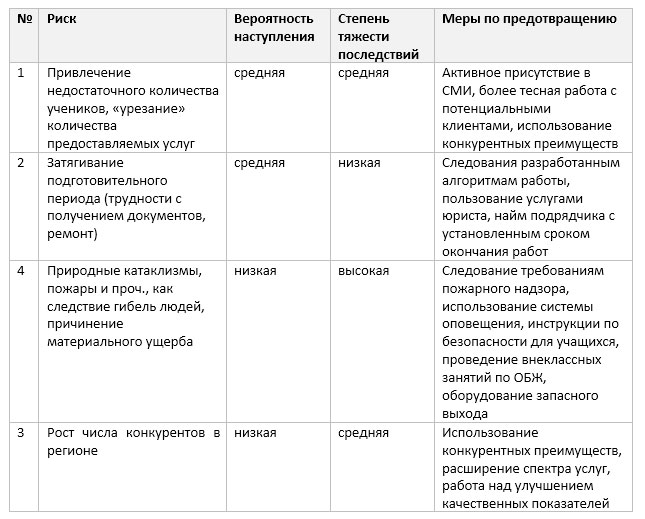 № Риск Вероятность наступления Степень тяжести последствий Меры по предотвращению
1
Привлечение
недостаточного количества
учеников, «урезание»
количества
предоставляемых услуг
средняя
средняя
Активное присутствие в
СМИ, более тесная работа с
потенциальными
клиентами, использование
конкурентных преимуществ
2
Затягивание
подготовительного
периода (трудности с
получением документов,
ремонт)
средняя
низкая
Следования разработанным
алгоритмам работы,
пользование услугами
юриста, найм подрядчика с
установленным сроком
окончания работ
4
Природные катаклизмы,
пожары и проч., как
следствие гибель людей,
причинение
материального ущерба
низкая
высокая
Следование требованиям
пожарного надзора,
использование системы
оповещения, инструкции по
безопасности для учащихся,
проведение внеклассных
занятий по ОБЖ,
оборудование запасного
выхода
3
Рост числа конкурентов в
регионе
низкая
средняя
Использование
конкурентных преимуществ,
расширение спектра услуг,
работа над улучшением
качественных показателей